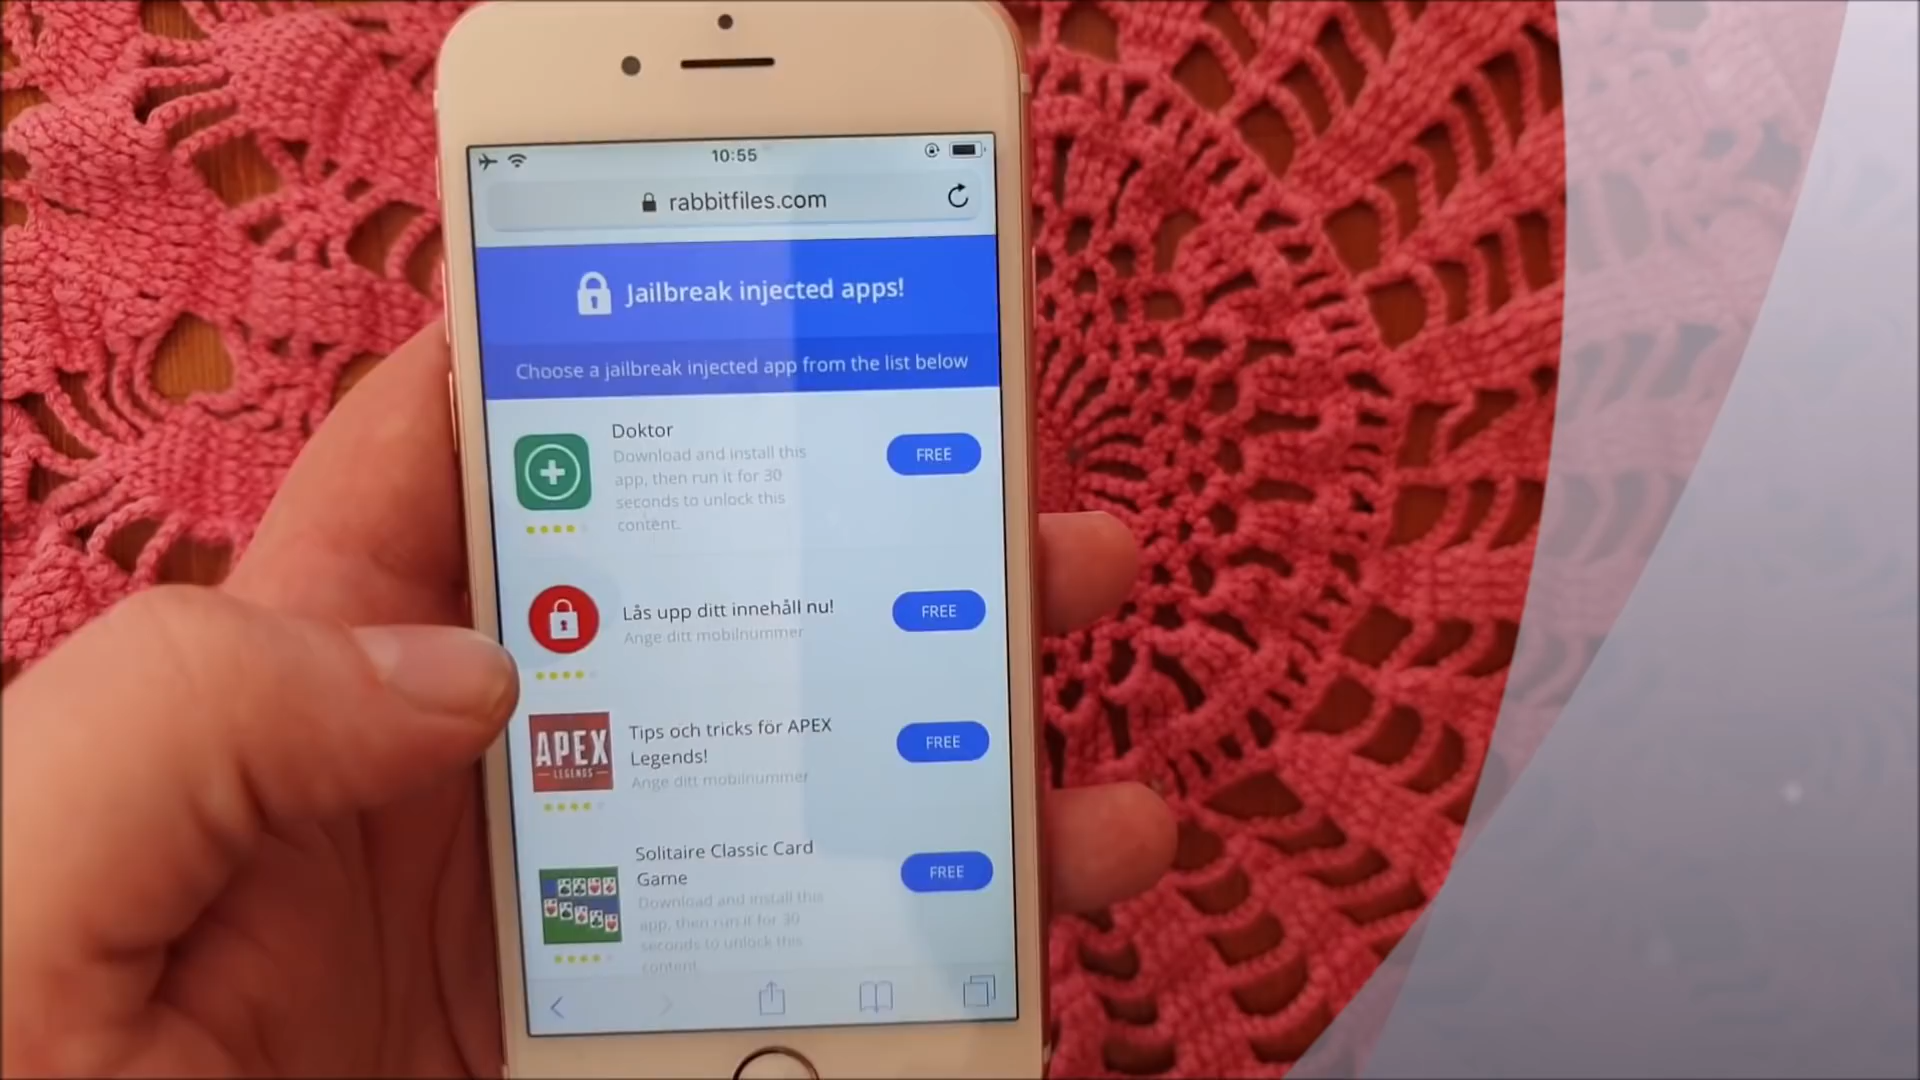 10:55
rabbitfiles.com
Jailbreak injected apps!
Choose a jailbreak injected app from the list below
Doktor
Download and install this
app, then run it for 30
seconds to unlock this
content.
FREE
Lås upp ditt innehåll nu!
Ange ditt mobilnummer
FREE
APEX
LEGENDS
Tips och tricks för APEX
Legends!
Ange ditt mobilnummer
FREE
Solitaire Classic Card
Game
Download and install this
app, then run it for 30
seconds to unlock this
content.
FREE